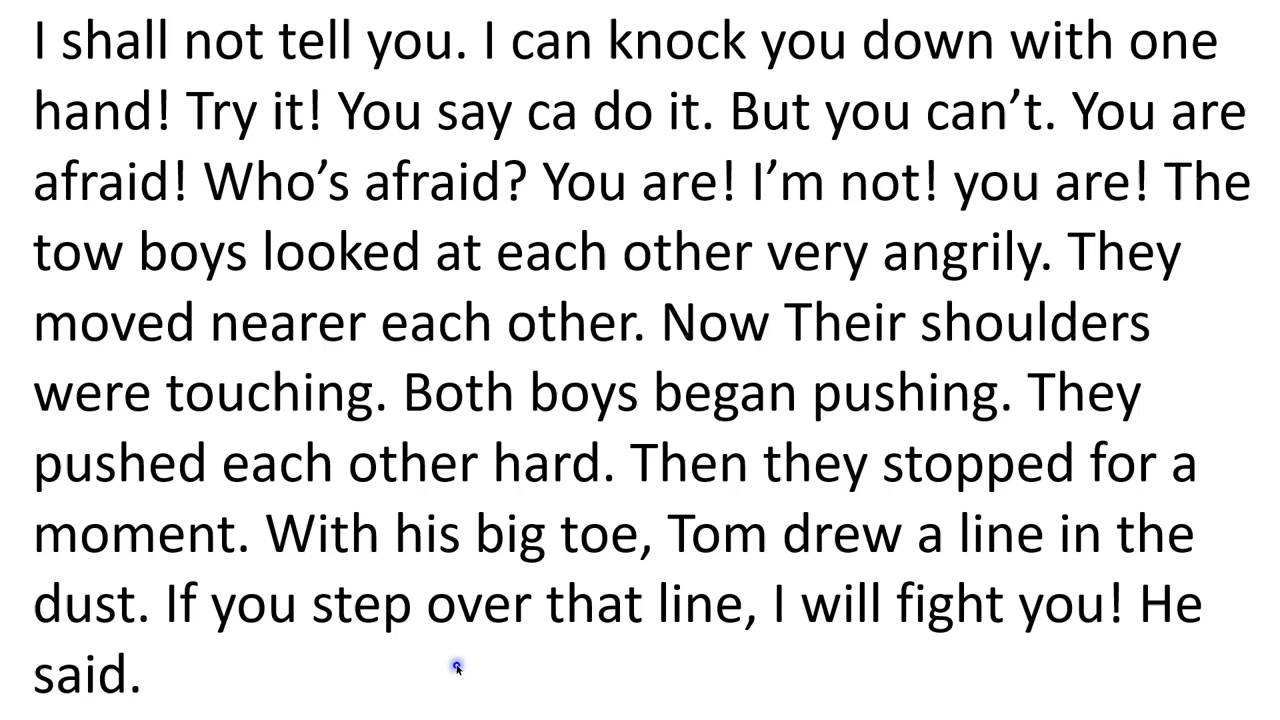 I shall not tell you. I can knock you down with one
hand! Try it! You say ca do it. But you can’t. You are
afraid! Who’s afraid? You are! I’m not! you are! The
tow boys looked at each other very angrily. They
moved nearer each other. Now Their shoulders
were touching. Both boys began pushing. They
pushed each other hard. Then they stopped for a
moment. With his big toe, Tom drew a line in the
dust. If you step over that line, I will fight you! He
said.